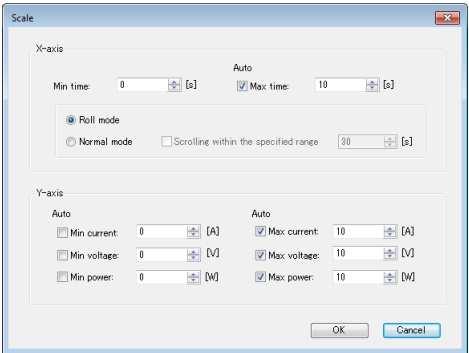 Scale
X-axis
Auto
Min time: 0 [s] Max time: 10 [s]
Roll mode
Normal mode Scrolling within the specified range 30 [s]
Y-axis
Auto Auto
Min current: 0 [A] Max current: 10 [A]
Min voltage: 0 [V] Max voltage: 10 [V]
Min power: 0 [W] Max power: 10 [W]
OK Cancel